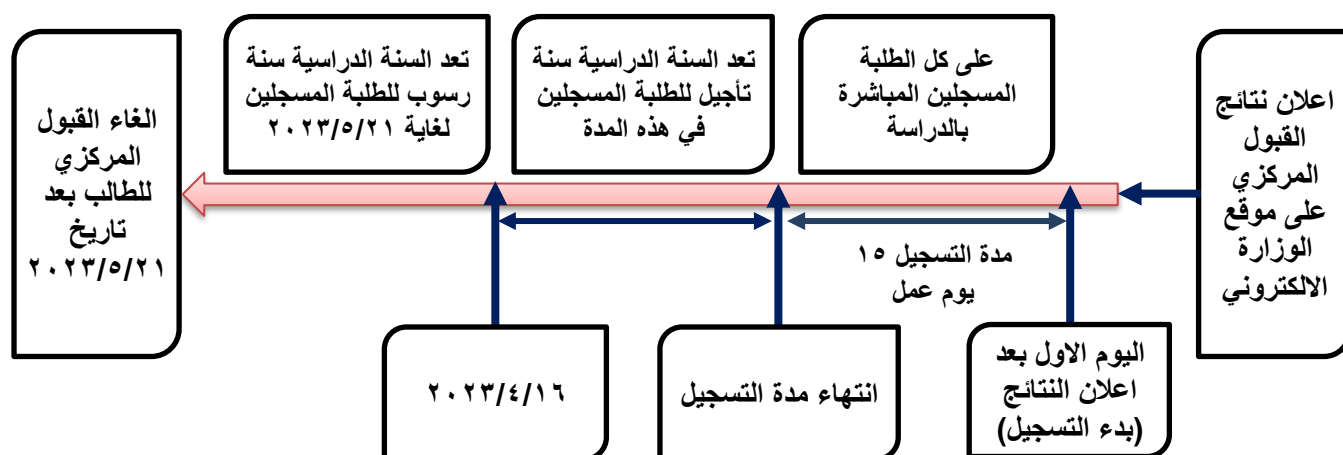 اعلان نتائج
القبول
المركزي
على موقع
الوزارة
الالكتروني
على كل الطلبة
المسجلين المباشرة
بالدراسة
تعد السنة الدراسية سنة
تأجيل للطلبة المسجلين
في هذه المدة
تعد السنة الدراسية سنة
رسوب للطلبة المسجلين
لغاية ٢٠٢٣/٥/٢١
الغاء القبول
المركزي
للطالب بعد
تاريخ
٢٠٢٣/٥/٢١
مدة التسجيل ١٥
يوم عمل
اليوم الاول بعد
اعلان النتائج
(بدء التسجيل)
انتهاء مدة التسجيل
٢٠٢٣/٤/١٦